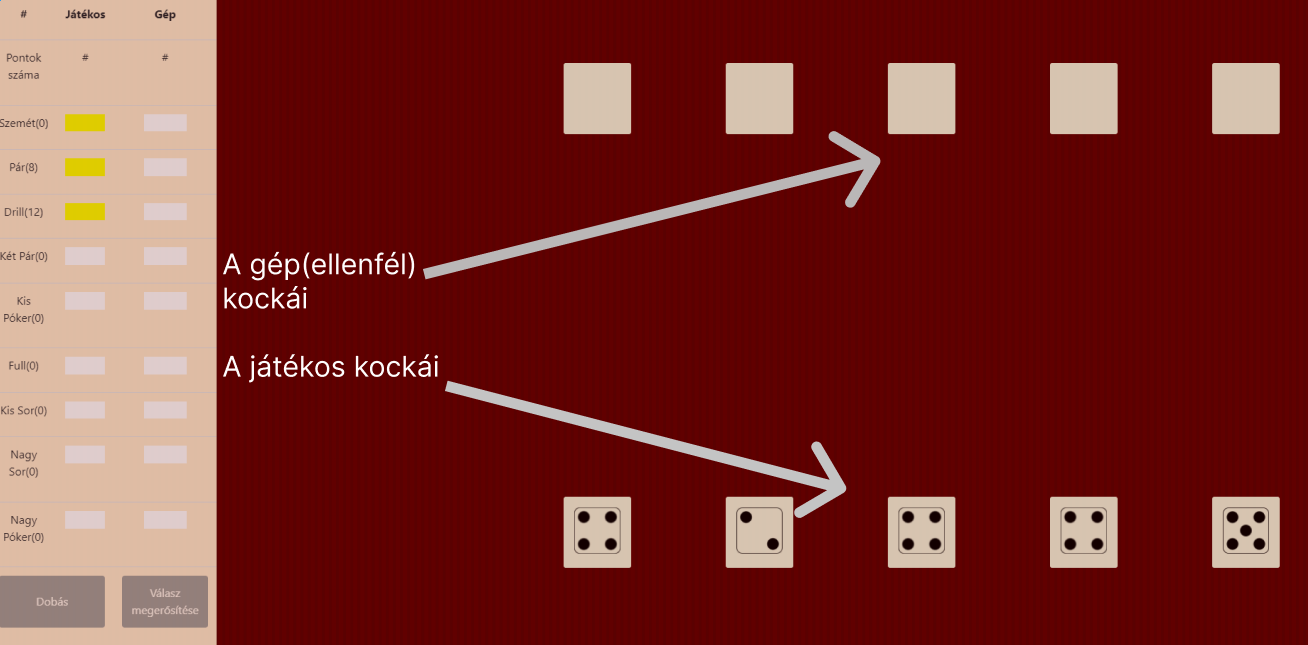 # Játékos Gép
Pontok
száma
# #
Szemét(0)
Pár(8)
Drill(12)
Két Pár(0)
Kis
Póker(0)
Full(0)
Kis Sor(0)
Nagy
Sor(0)
Nagy
Póker(0)
Dobás
Válasz
megerősítése
A gép(ellenfél)
kockái
A játékos kockái